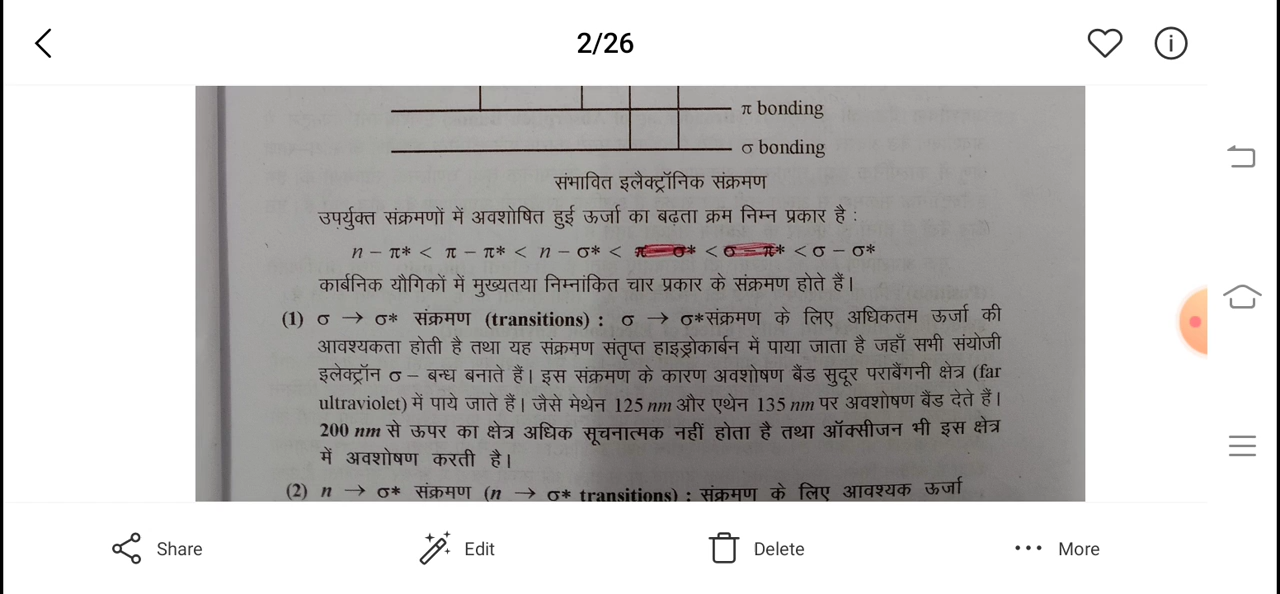 2/26
π bonding
σ bonding
संभावित इलैक्ट्रॉनिक संक्रमण
उपर्युक्त संक्रमणों में अवशोषित हुई ऊर्जा का बढ़ता क्रम निम्न प्रकार है :
n – π* < π – π* < n – σ* < π – σ* < σ – π* < σ – σ*
कार्बनिक यौगिकों में मुख्यतया निम्नांकित चार प्रकार के संक्रमण होते हैं।
(1) σ → σ* संक्रमण (transitions) : σ → σ*संक्रमण के लिए अधिकतम ऊर्जा की
आवश्यकता होती है तथा यह संक्रमण संतृप्त हाइड्रोकार्बन में पाया जाता है जहाँ सभी संयोजी
इलेक्ट्रॉन σ – बन्ध बनाते हैं। इस संक्रमण के कारण अवशोषण बैंड सुदूर पराबैंगनी क्षेत्र (far
ultraviolet) में पाये जाते हैं। जैसे मेथेन 125 nm और एथेन 135 nm पर अवशोषण बैंड देते हैं।
200 nm से ऊपर का क्षेत्र अधिक सूचनात्मक नहीं होता है तथा ऑक्सीजन भी इस क्षेत्र
में अवशोषण करती है।
(2) n → σ* संक्रमण (n → σ* transitions) : संक्रमण के लिए आवश्यक ऊर्जा
Share Edit Delete More